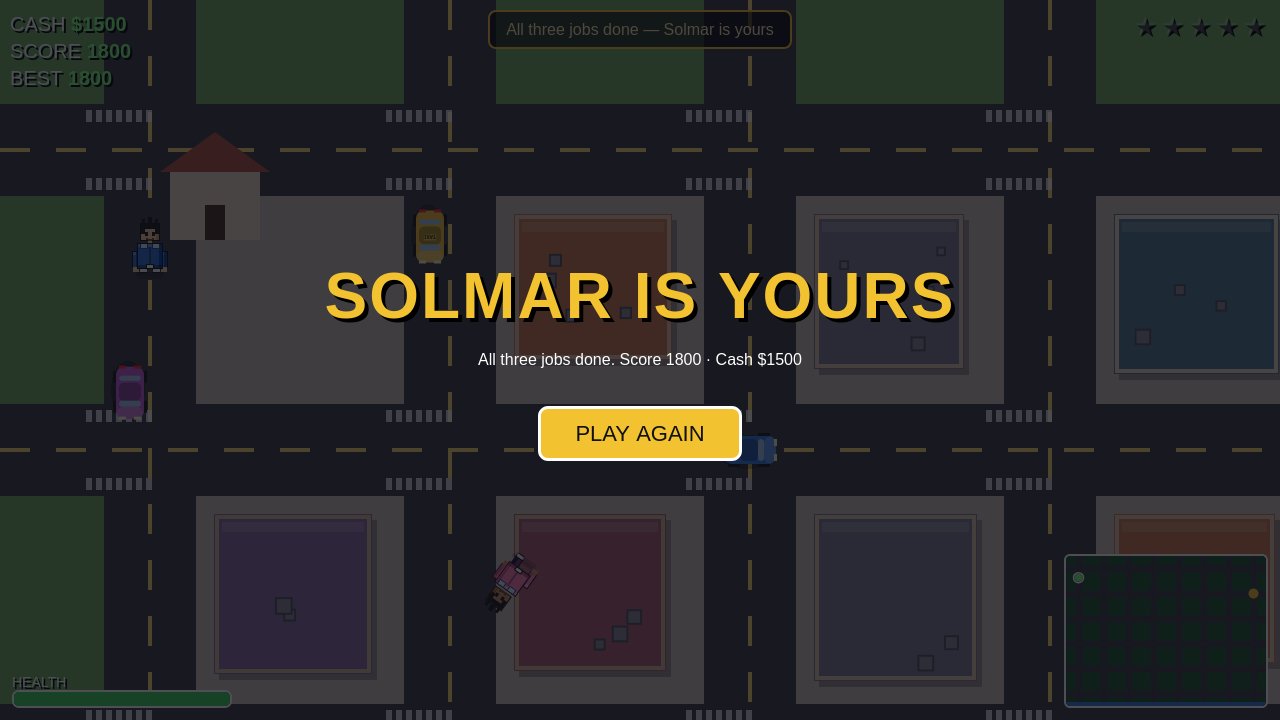 CASH $1500
SCORE 1800
BEST 1800
All three jobs done — Solmar is yours
★★★★★
SOLMAR IS YOURS
All three jobs done. Score 1800 · Cash $1500
PLAY AGAIN
HEALTH